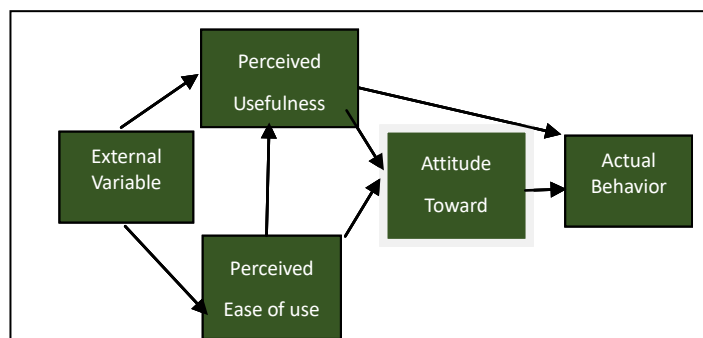 Perceived
Usefulness
External
Variable
Attitude
Toward
Actual
Behavior
Perceived
Ease of use